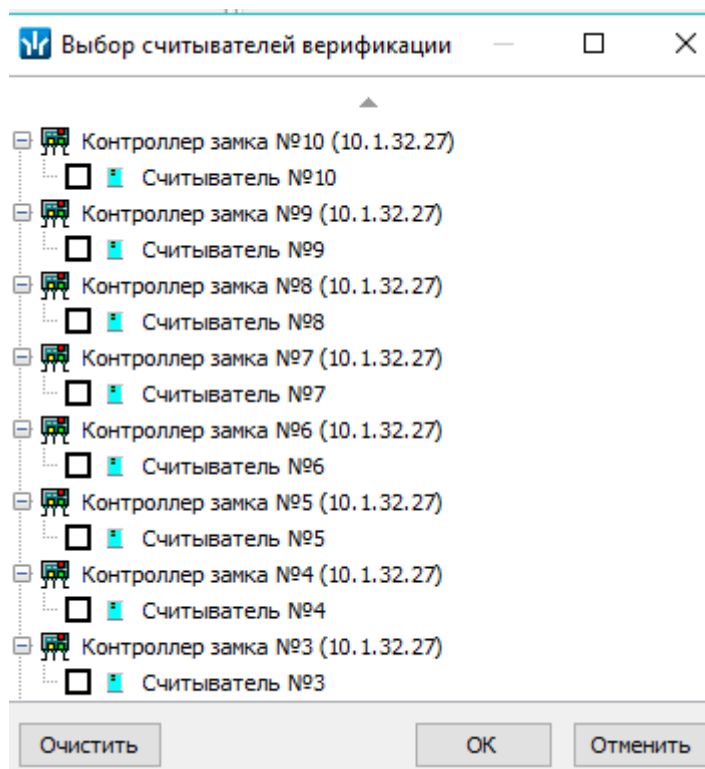 Выбор считывателей верификации
Контроллер замка №10 (10.1.32.27)
Считыватель №10
Контроллер замка №9 (10.1.32.27)
Считыватель №9
Контроллер замка №8 (10.1.32.27)
Считыватель №8
Контроллер замка №7 (10.1.32.27)
Считыватель №7
Контроллер замка №6 (10.1.32.27)
Считыватель №6
Контроллер замка №5 (10.1.32.27)
Считыватель №5
Контроллер замка №4 (10.1.32.27)
Считыватель №4
Контроллер замка №3 (10.1.32.27)
Считыватель №3
Очистить ОК Отменить